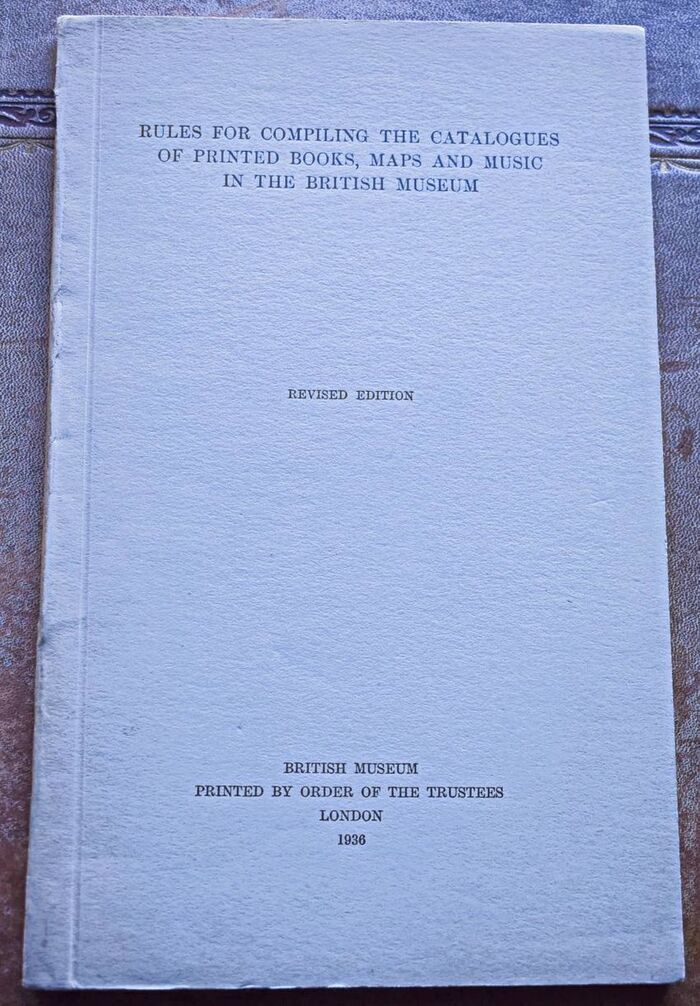 RULES FOR COMPILING THE CATALOGUES
OF PRINTED BOOKS, MAPS AND MUSIC
IN THE BRITISH MUSEUM
REVISED EDITION
BRITISH MUSEUM
PRINTED BY ORDER OF THE TRUSTEES
LONDON
1936